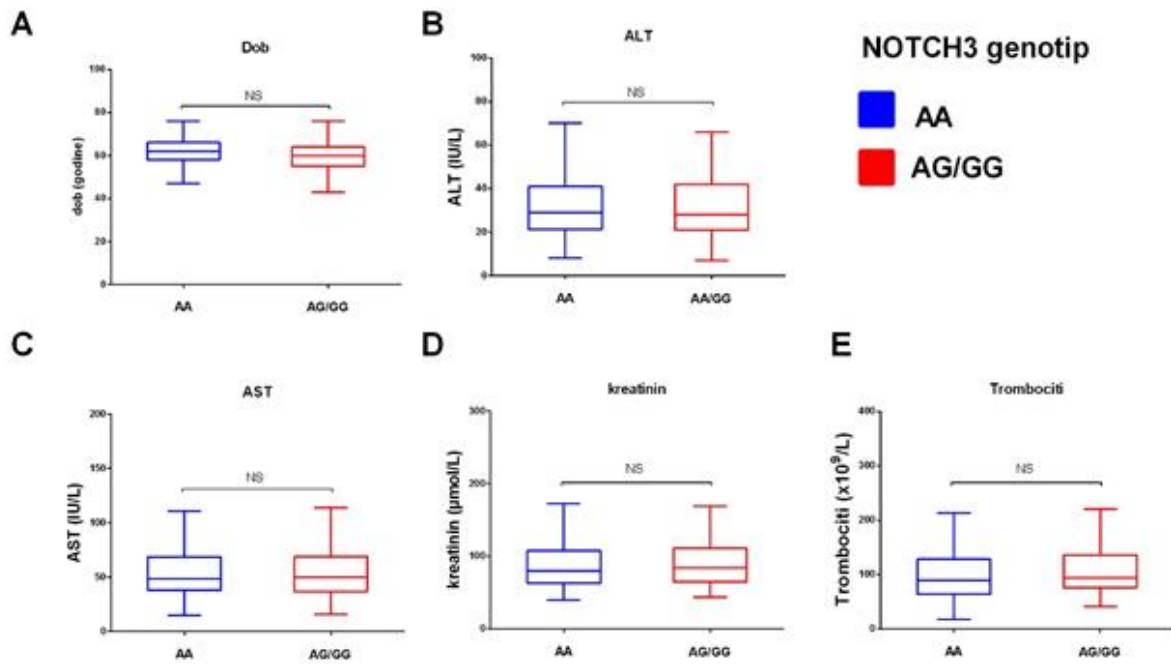 A
Dob
dob (godine)
100
80
60
40
20
0
NS
AA
AG/GG
B
ALT
ALT (IU/L)
100
80
60
40
20
0
NS
AA
AA/GG
NOTCH3 genotip
AA
AG/GG
C
AST
AST (IU/L)
200
150
100
50
0
NS
AA
AG/GG
D
kreatinin
kreatinin (µmol/L)
300
200
100
0
NS
AA
AG/GG
E
Trombociti
Trombociti (x10⁹/L)
400
300
200
100
0
NS
AA
AG/GG